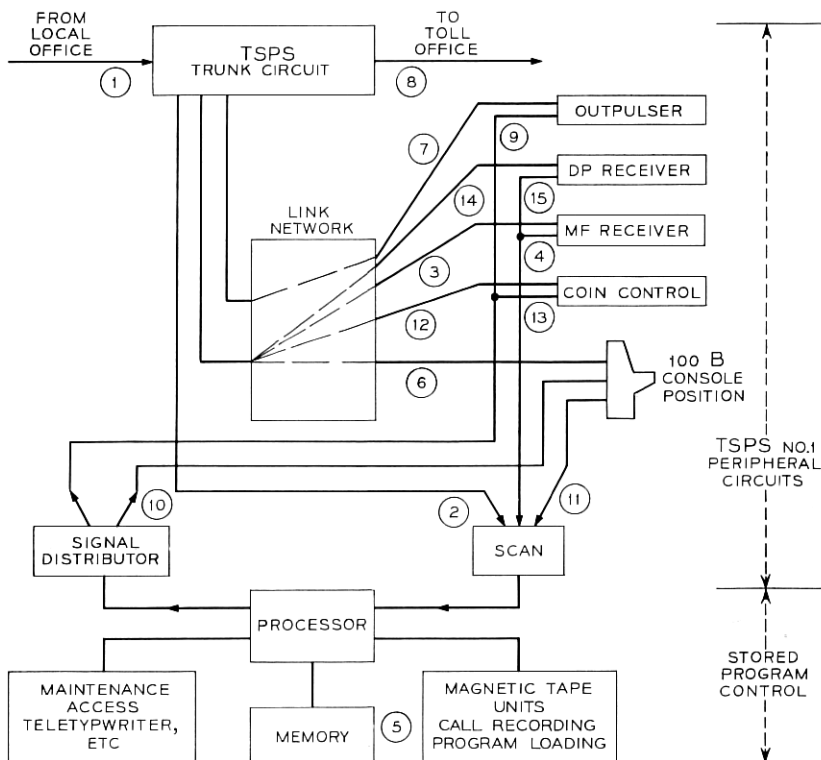 FROM
LOCAL
OFFICE
1
TSPS
TRUNK CIRCUIT
TO
TOLL
OFFICE
8
7
OUTPULSER
9
DP RECEIVER
14
15
LINK
NETWORK
3
MF RECEIVER
4
COIN CONTROL
12
13
6
100 B
CONSOLE
POSITION
TSPS NO.1
PERIPHERAL
CIRCUITS
10
2
11
SIGNAL
DISTRIBUTOR
SCAN
PROCESSOR
STORED
PROGRAM
CONTROL
MAINTENANCE
ACCESS
TELETYPWRITER,
ETC
MEMORY
5
MAGNETIC TAPE
UNITS
CALL RECORDING
PROGRAM LOADING